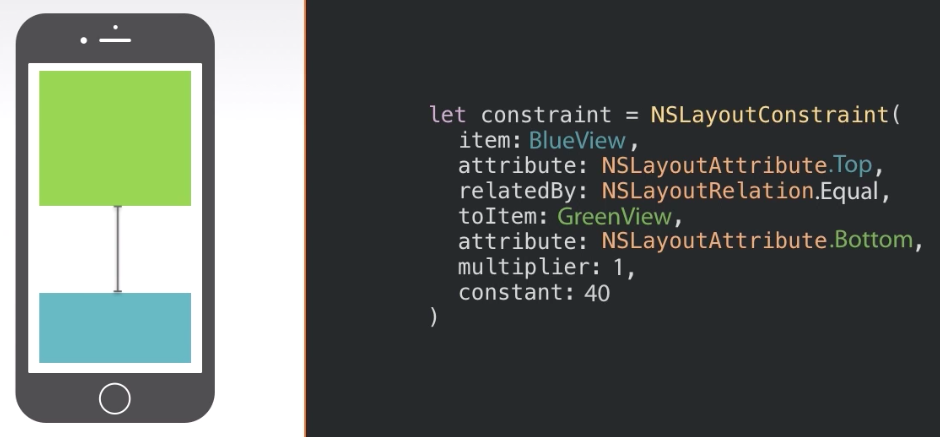 let constraint = NSLayoutConstraint(
item: BlueView,
attribute: NSLayoutAttribute.Top,
relatedBy: NSLayoutRelation.Equal,
toItem: GreenView,
attribute: NSLayoutAttribute.Bottom,
multiplier: 1,
constant: 40
)